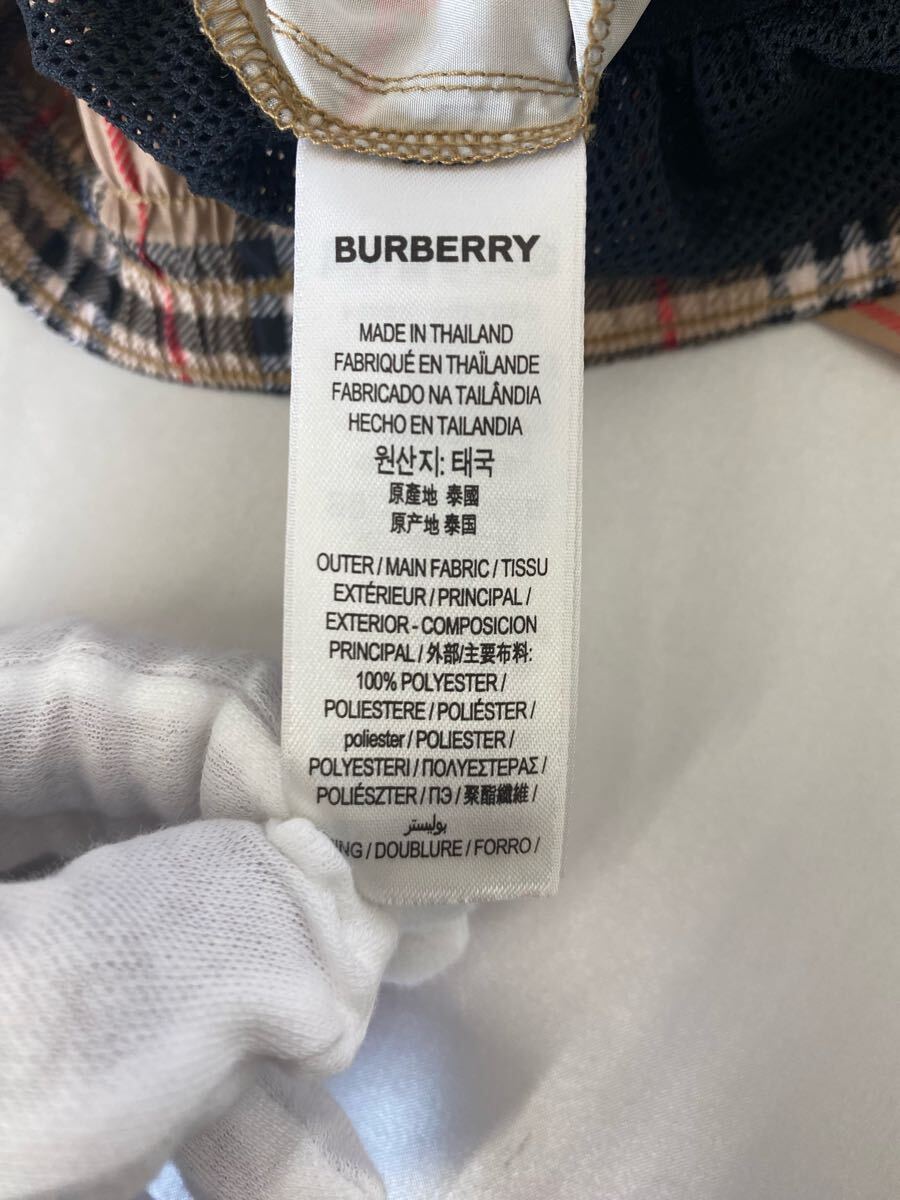 BURBERRY
MADE IN THAILAND
FABRIQUÉ EN THAÏLANDE
FABRICADO NA TAILÂNDIA
HECHO EN TAILANDIA
원산지: 태국
原產地 泰國
原产地 泰国
OUTER / MAIN FABRIC / TISSU
EXTÉRIEUR / PRINCIPAL /
EXTERIOR - COMPOSICION
PRINCIPAL / 外部/主要布料:
100% POLYESTER /
POLIESTERE / POLIÉSTER /
poliester / POLIESTER /
POLYESTERI / ΠΟΛΥΕΣΤΕΡΑΣ /
POLIÉSZTER / ПЭ / 聚酯纖維 /
بوليستر
/ DOUBLURE / FORRO /